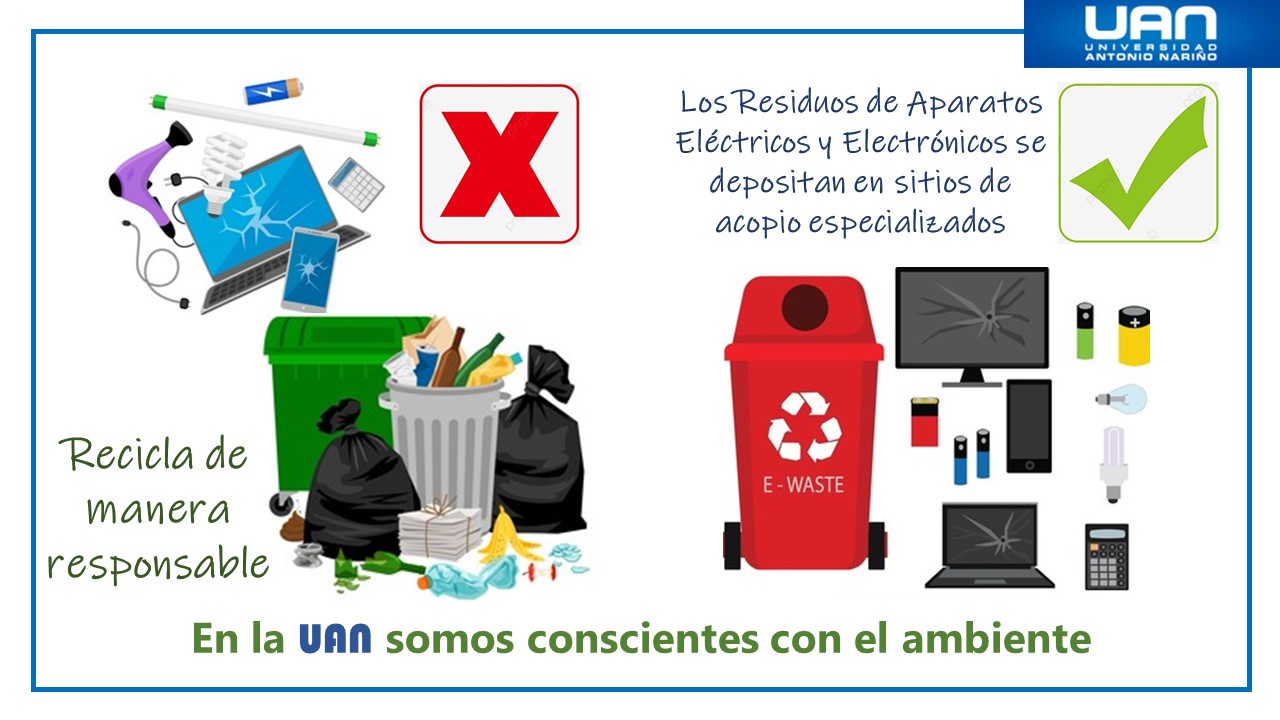 UAN
UNIVERSIDAD
ANTONIO NARIÑO
X
Los Residuos de Aparatos
Eléctricos y Electrónicos se
depositan en sitios de
acopio especializados
E - WASTE
Recicla de
manera
responsable
En la UAN somos conscientes con el ambiente